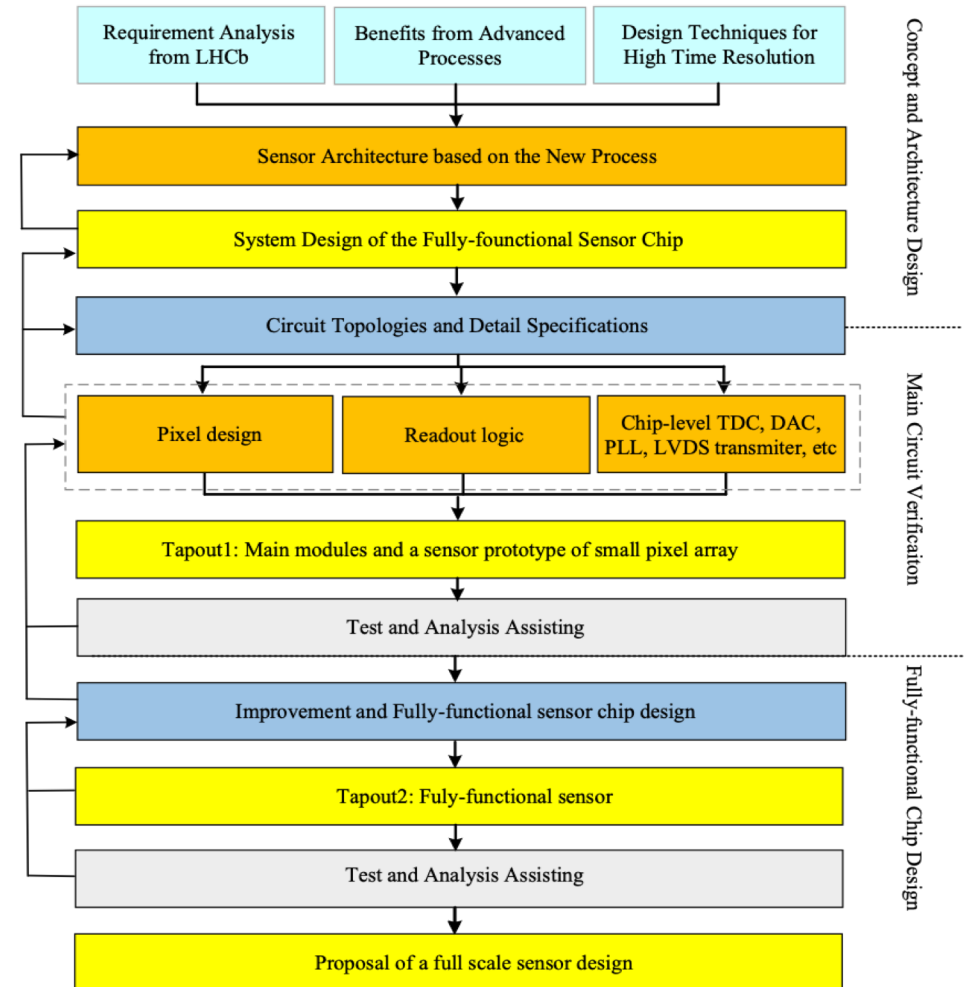 Requirement Analysis
from LHCb
Benefits from Advanced
Processes
Design Techniques for
High Time Resolution
Concept and Architecture Design
Sensor Architecture based on the New Process
System Design of the Fully-founctional Sensor Chip
Circuit Topologies and Detail Specifications
Main Circuit Verificaiton
Pixel design
Readout logic
Chip-level TDC, DAC,
PLL, LVDS transmiter, etc
Tapout1: Main modules and a sensor prototype of small pixel array
Test and Analysis Assisting
Fully-functional Chip Design
Improvement and Fully-functional sensor chip design
Tapout2: Fuly-functional sensor
Test and Analysis Assisting
Proposal of a full scale sensor design